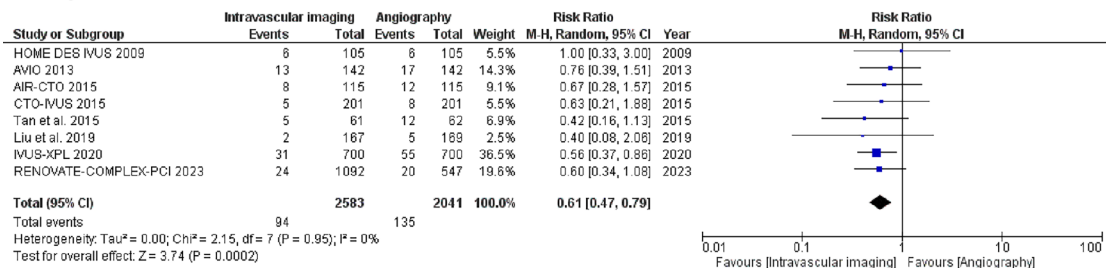 Intravascular imaging Angiography Risk Ratio Risk Ratio
Study or Subgroup Events Total Events Total Weight M-H, Random, 95% CI Year M-H, Random, 95% CI
HOME DES IVUS 2009 6 105 6 105 5.5% 1.00 [0.33, 3.00] 2009
AVIO 2013 13 142 17 142 14.3% 0.76 [0.39, 1.51] 2013
AIR-CTO 2015 8 115 12 115 9.1% 0.67 [0.28, 1.57] 2015
CTO-IVUS 2015 5 201 8 201 5.5% 0.63 [0.21, 1.88] 2015
Tan et al. 2015 5 61 12 62 6.9% 0.42 [0.16, 1.13] 2015
Liu et al. 2019 2 167 5 169 2.5% 0.40 [0.08, 2.06] 2019
IVUS-XPL 2020 31 700 55 700 36.5% 0.56 [0.37, 0.86] 2020
RENOVATE-COMPLEX-PCI 2023 24 1092 20 547 19.6% 0.60 [0.34, 1.08] 2023
Total (95% CI) 2583 2041 100.0% 0.61 [0.47, 0.79]
Total events 94 135
Heterogeneity: Tau² = 0.00; Chi² = 2.15, df = 7 (P = 0.95); I² = 0%
Test for overall effect: Z = 3.74 (P = 0.0002)
0.01 0.1 1 10 100
Favours [Intravascular imaging] Favours [Angiography]